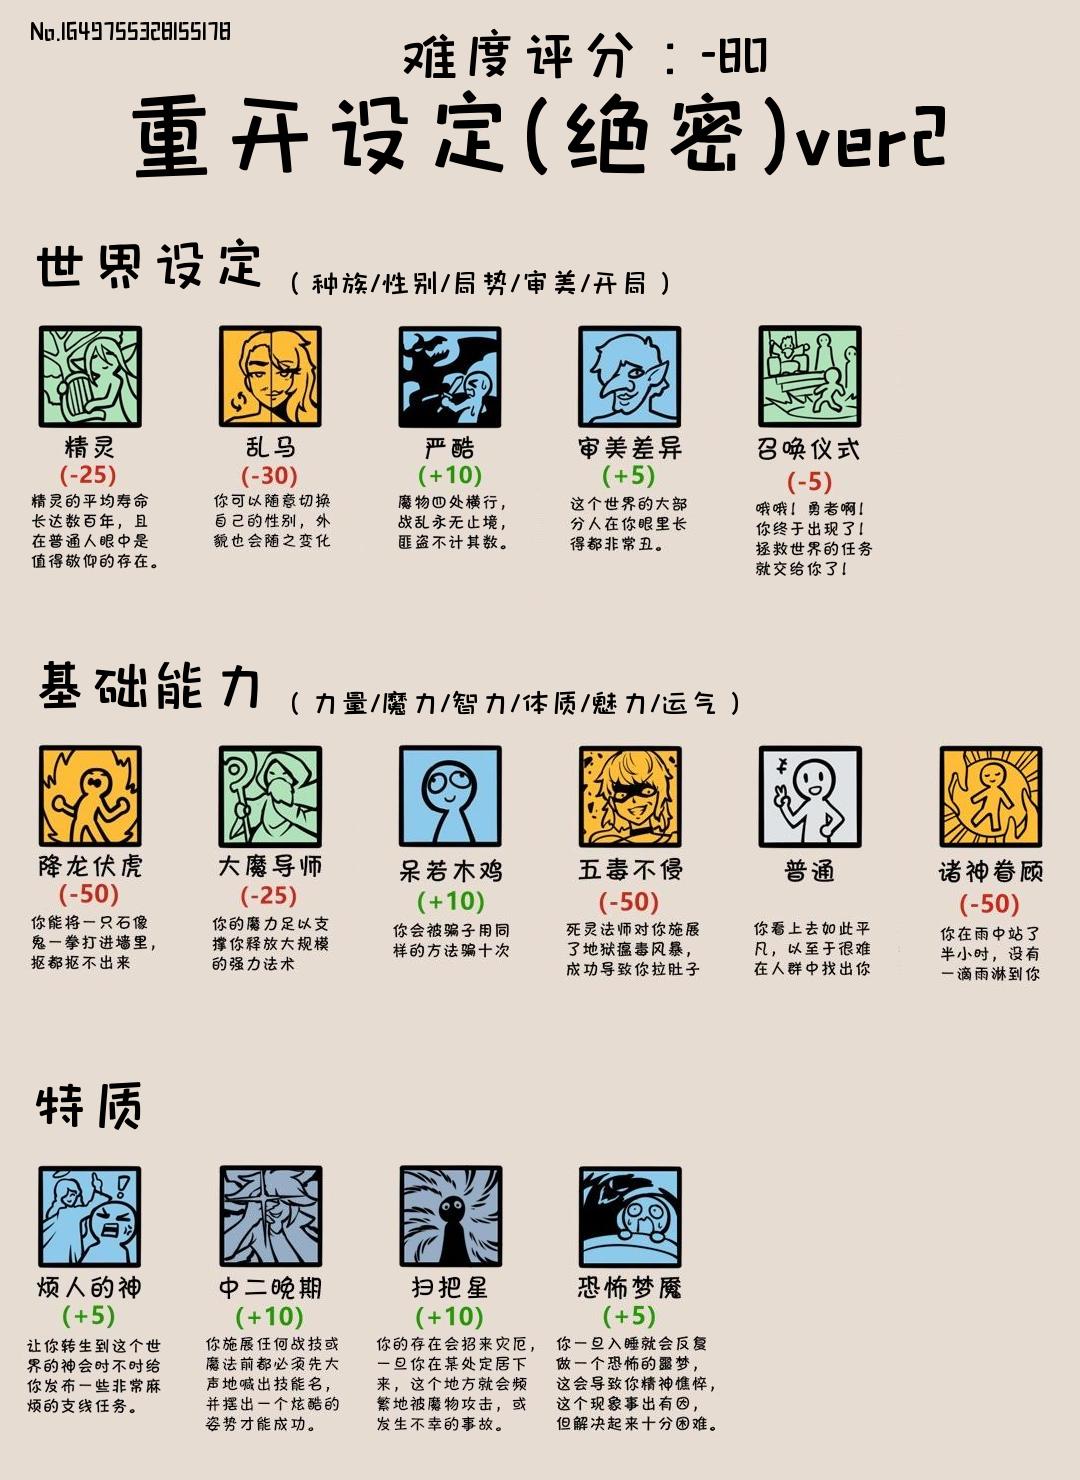 No.1649755328155178
难度评分：-80
重开设定(绝密)ver2
世界设定 (种族/性别/局势/审美/开局)
精灵
(-25)
精灵的平均寿命
长达数百年，且
在普通人眼中是
值得敬仰的存在。
乱马
(-30)
你可以随意切换
自己的性别，外
貌也会随之变化
严酷
(+10)
魔物四处横行，
战乱永无止境，
匪盗不计其数。
审美差异
(+5)
这个世界的大部
分人在你眼里长
得都非常丑。
召唤仪式
(-5)
哦哦！勇者啊！
你终于出现了！
拯救世界的任务
就交给你了！
基础能力 (力量/魔力/智力/体质/魅力/运气)
降龙伏虎
(-50)
你能将一只石像
鬼一拳打进墙里，
抠都抠不出来
大魔导师
(-25)
你的魔力足以支
撑你释放大规模
的强力法术
呆若木鸡
(+10)
你会被骗子用同
样的方法骗十次
五毒不侵
(-50)
死灵法师对你施展
了地狱瘟毒风暴，
成功导致你拉肚子
普通
你看上去如此平
凡，以至于很难
在人群中找出你
诸神眷顾
(-50)
你在雨中站了
半小时，没有
一滴雨淋到你
特质
烦人的神
(+5)
让你转生到这个世
界的神会时不时给
你发布一些非常麻
烦的支线任务。
中二晚期
(+10)
你施展任何战技或
魔法前都必须先大
声地喊出技能名，
并摆出一个炫酷的
姿势才能成功。
扫把星
(+10)
你的存在会招来灾厄，
一旦你在某处定居下
来，这个地方就会频
繁地被魔物攻击，或
发生不幸的事故。
恐怖梦魇
(+5)
你一旦入睡就会反复
做一个恐怖的噩梦，
这会导致你精神憔悴，
这个现象事出有因，
但解决起来十分困难。